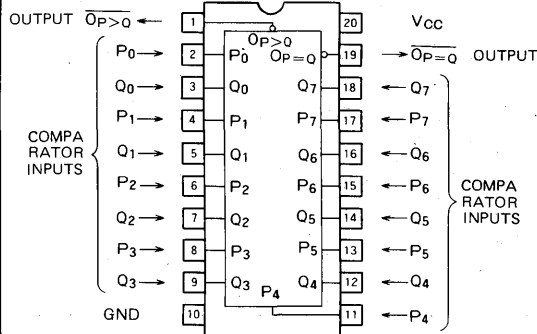 OUTPUT O̅P̅>̅Q̅ ← 1 20 VCC
OP>Q
P0 → 2 P0 OP=Q 19 → O̅P̅=̅Q̅ OUTPUT
Q0 → 3 Q0 Q7 18 ← Q7
P1 → 4 P1 P7 17 ← P7
COMPA
RATOR
INPUTS
Q1 → 5 Q1 Q6 16 ← Q6
P2 → 6 P2 P6 15 ← P6
COMPA
RATOR
INPUTS
Q2 → 7 Q2 Q5 14 ← Q5
P3 → 8 P3 P5 13 ← P5
Q3 → 9 Q3 Q4 12 ← Q4
P4
GND 10 11 ← P4